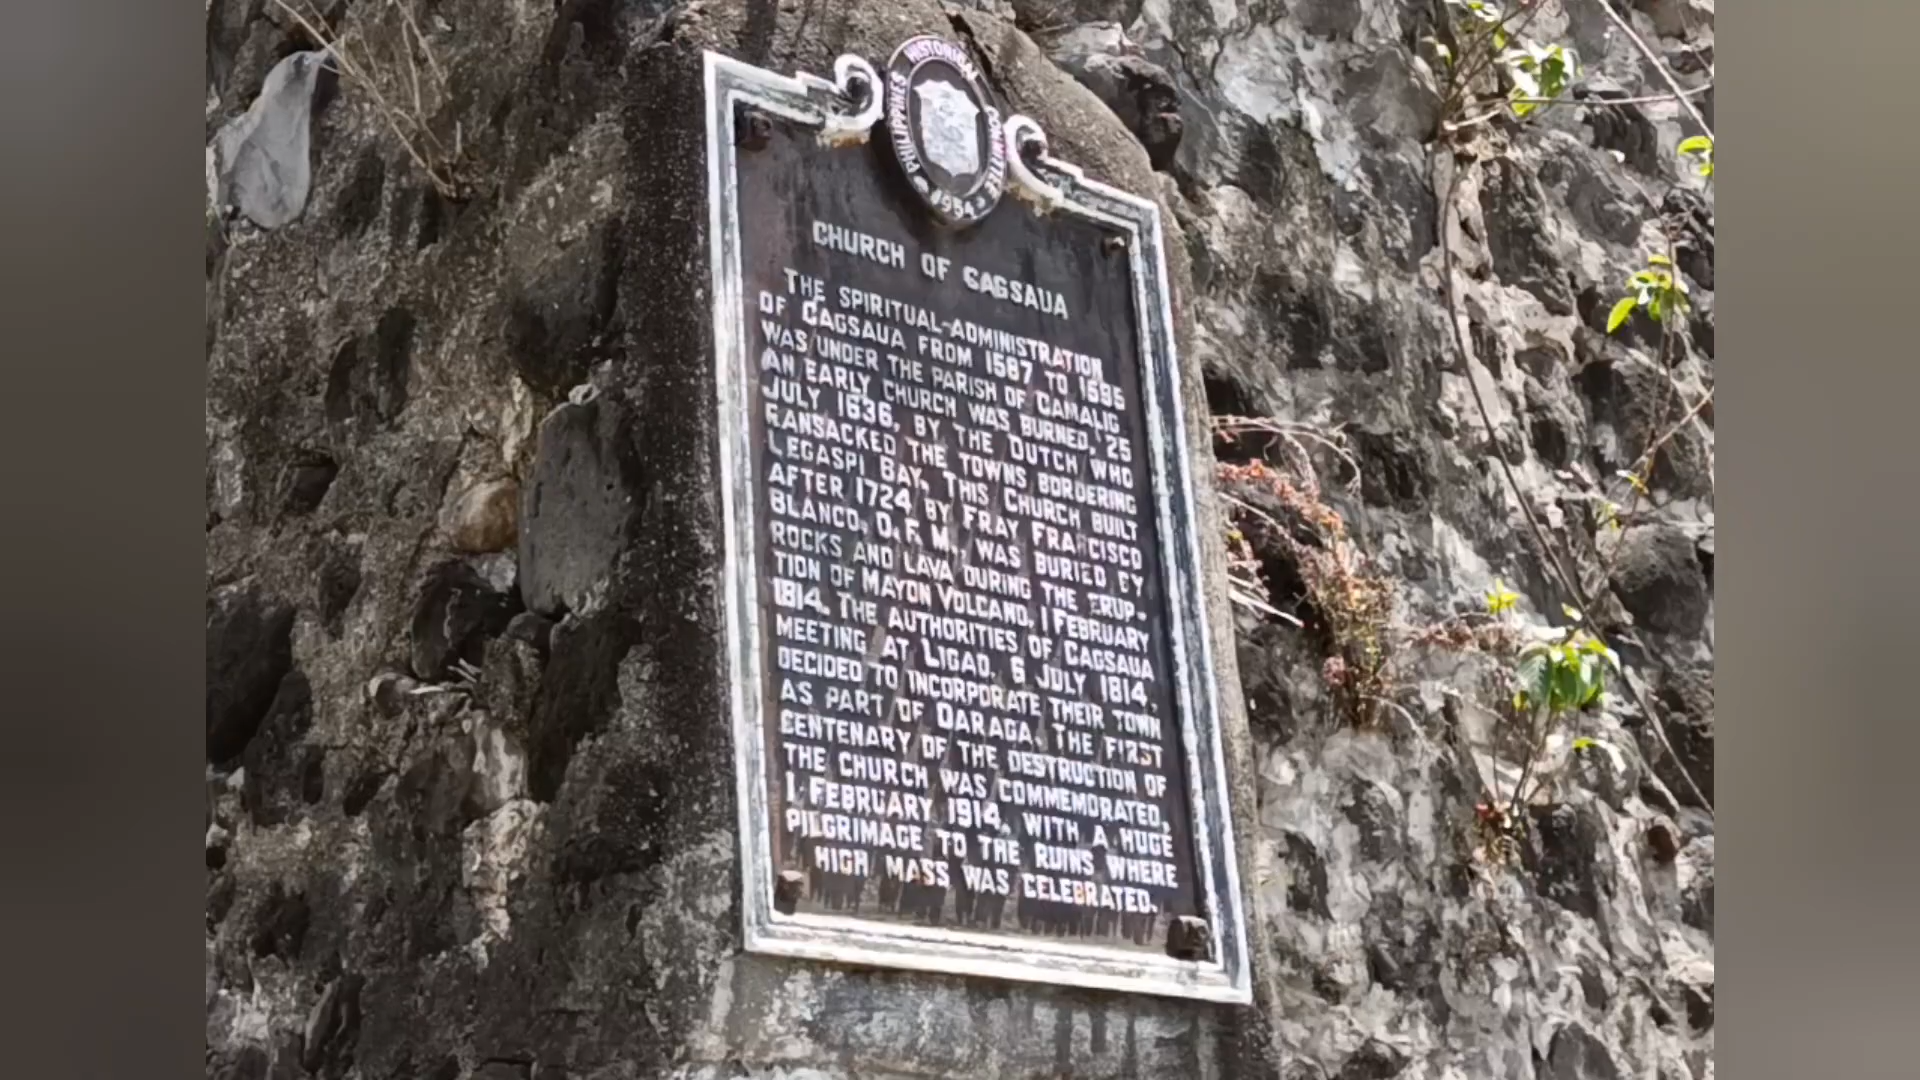 PHILIPPINES HISTORICAL COMMITTEE
1954
CHURCH OF CAGSAUA
THE SPIRITUAL-ADMINISTRATION
OF CAGSAUA FROM 1587 TO 1595
WAS UNDER THE PARISH OF CAMALIG
AN EARLY CHURCH WAS BURNED, 25
JULY 1636, BY THE DUTCH WHO
RANSACKED THE TOWNS BORDERING
LEGASPI BAY. THIS CHURCH BUILT
AFTER 1724 BY FRAY FRANCISCO
BLANCO, O.F.M., WAS BURIED BY
ROCKS AND LAVA DURING THE ERUP-
TION OF MAYON VOLCANO, 1 FEBRUARY
1814. THE AUTHORITIES OF CAGSAUA
MEETING AT LIGAO, 6 JULY 1814,
DECIDED TO INCORPORATE THEIR TOWN
AS PART OF DARAGA. THE FIRST
CENTENARY OF THE DESTRUCTION OF
THE CHURCH WAS COMMEMORATED,
1 FEBRUARY 1914, WITH A HUGE
PILGRIMAGE TO THE RUINS WHERE
HIGH MASS WAS CELEBRATED.